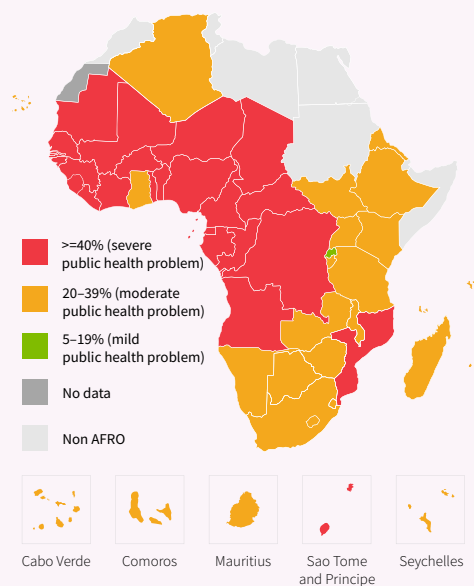 >=40% (severe
public health problem)
20–39% (moderate
public health problem)
5–19% (mild
public health problem)
No data
Non AFRO
Cabo Verde
Comoros
Mauritius
Sao Tome
and Principe
Seychelles